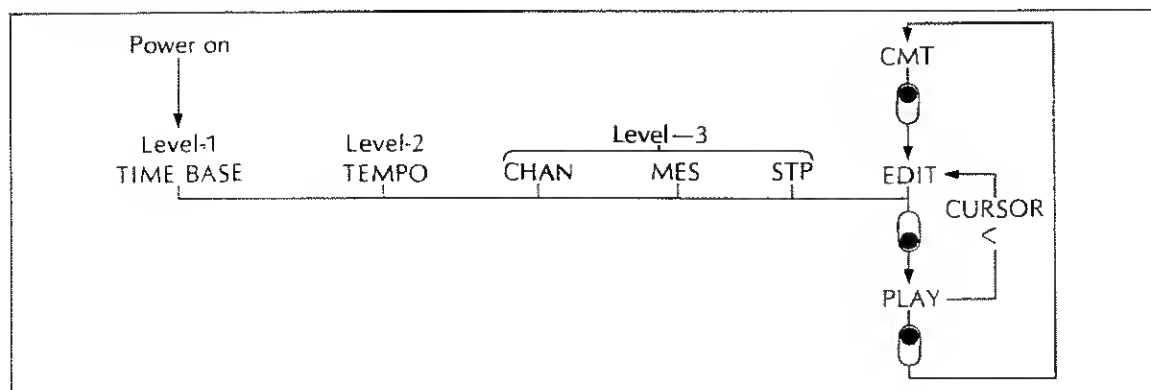 Power on
CMT
Level-1
Level-2
Level—3
TIME BASE
TEMPO
CHAN
MES
STP
EDIT
CURSOR
<
PLAY